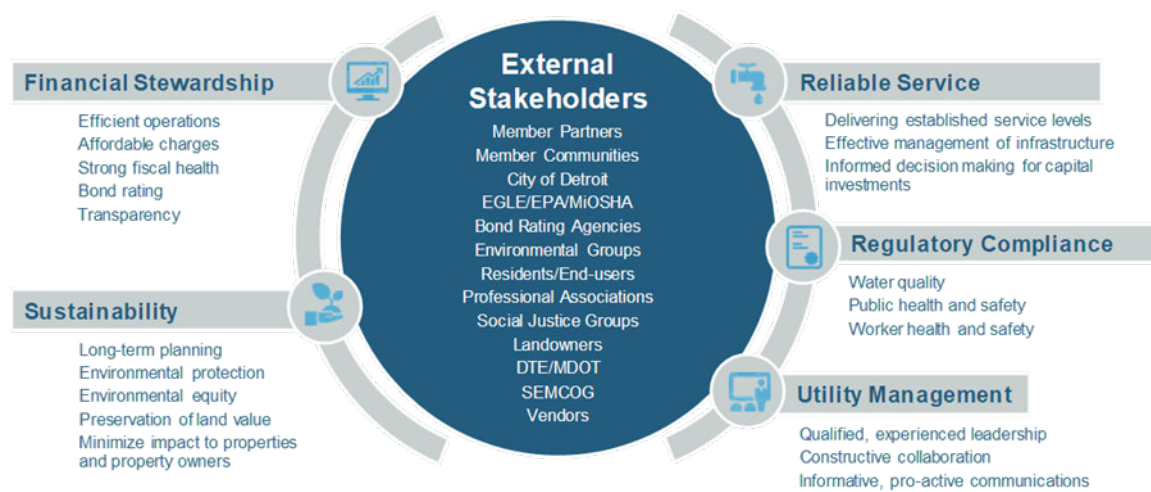 Financial Stewardship
Efficient operations
Affordable charges
Strong fiscal health
Bond rating
Transparency
Sustainability
Long-term planning
Environmental protection
Environmental equity
Preservation of land value
Minimize impact to properties
and property owners
External
Stakeholders
Member Partners
Member Communities
City of Detroit
EGLE/EPA/MiOSHA
Bond Rating Agencies
Environmental Groups
Residents/End-users
Professional Associations
Social Justice Groups
Landowners
DTE/MDOT
SEMCOG
Vendors
Reliable Service
Delivering established service levels
Effective management of infrastructure
Informed decision making for capital
investments
Regulatory Compliance
Water quality
Public health and safety
Worker health and safety
Utility Management
Qualified, experienced leadership
Constructive collaboration
Informative, pro-active communications